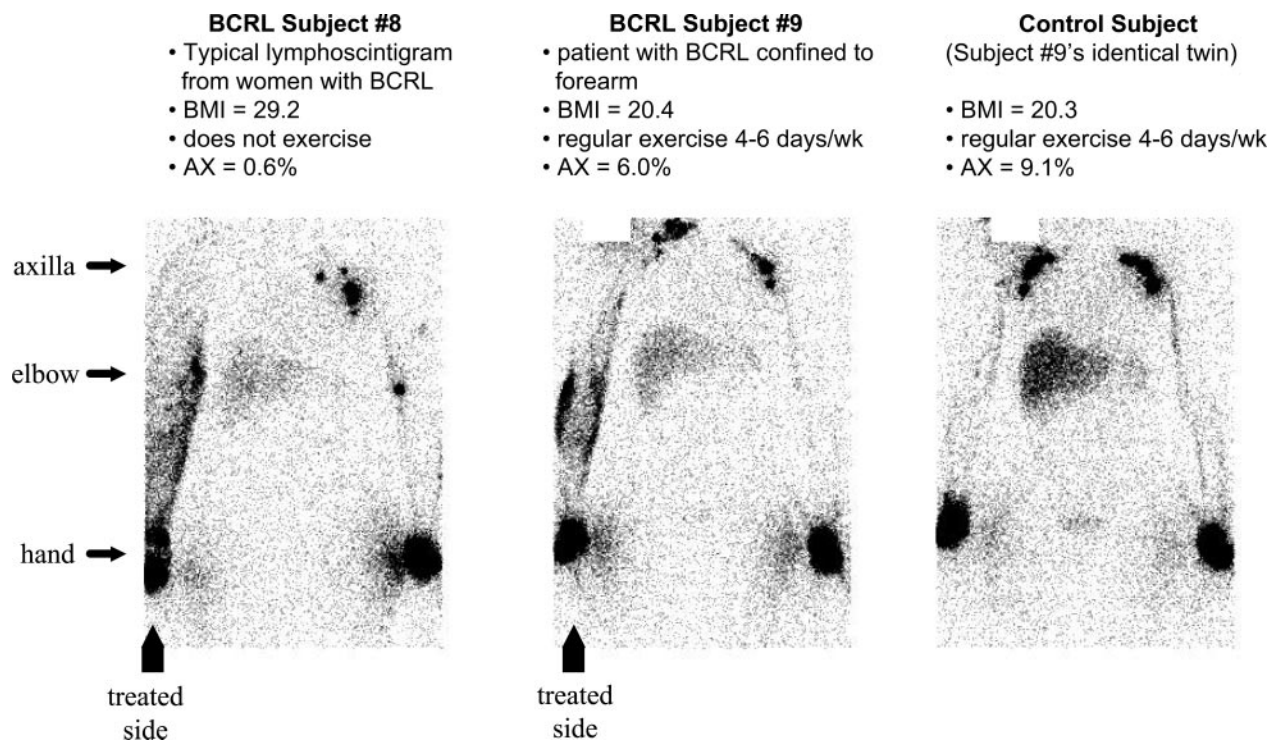 BCRL Subject #8
• Typical lymphoscintigram
from women with BCRL
• BMI = 29.2
• does not exercise
• AX = 0.6%
BCRL Subject #9
• patient with BCRL confined to
forearm
• BMI = 20.4
• regular exercise 4-6 days/wk
• AX = 6.0%
Control Subject
(Subject #9's identical twin)
• BMI = 20.3
• regular exercise 4-6 days/wk
• AX = 9.1%
axilla
elbow
hand
treated
side
treated
side